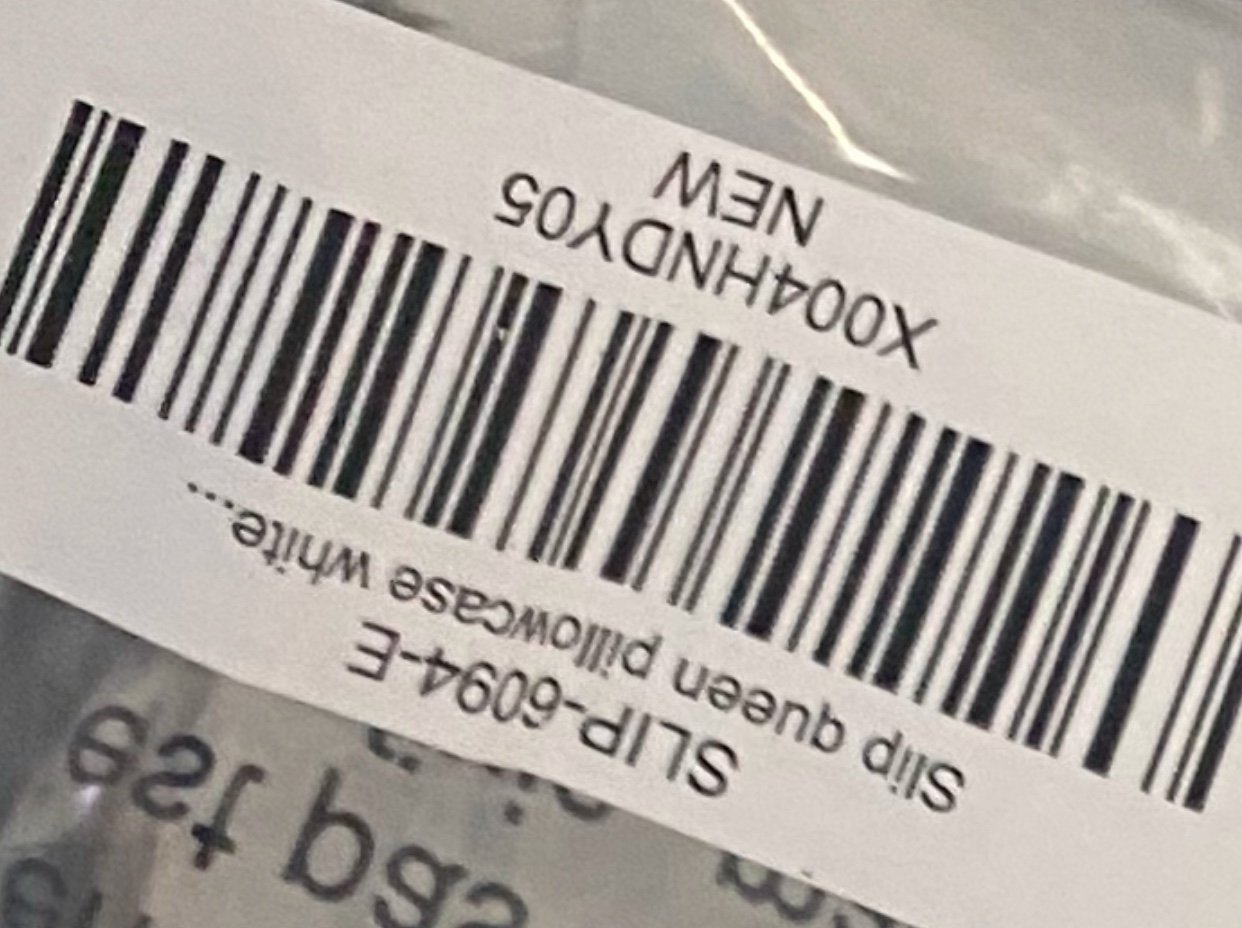 SLIP-6094-E
Slip queen pillowcase white...
X004HNDY05
NEW